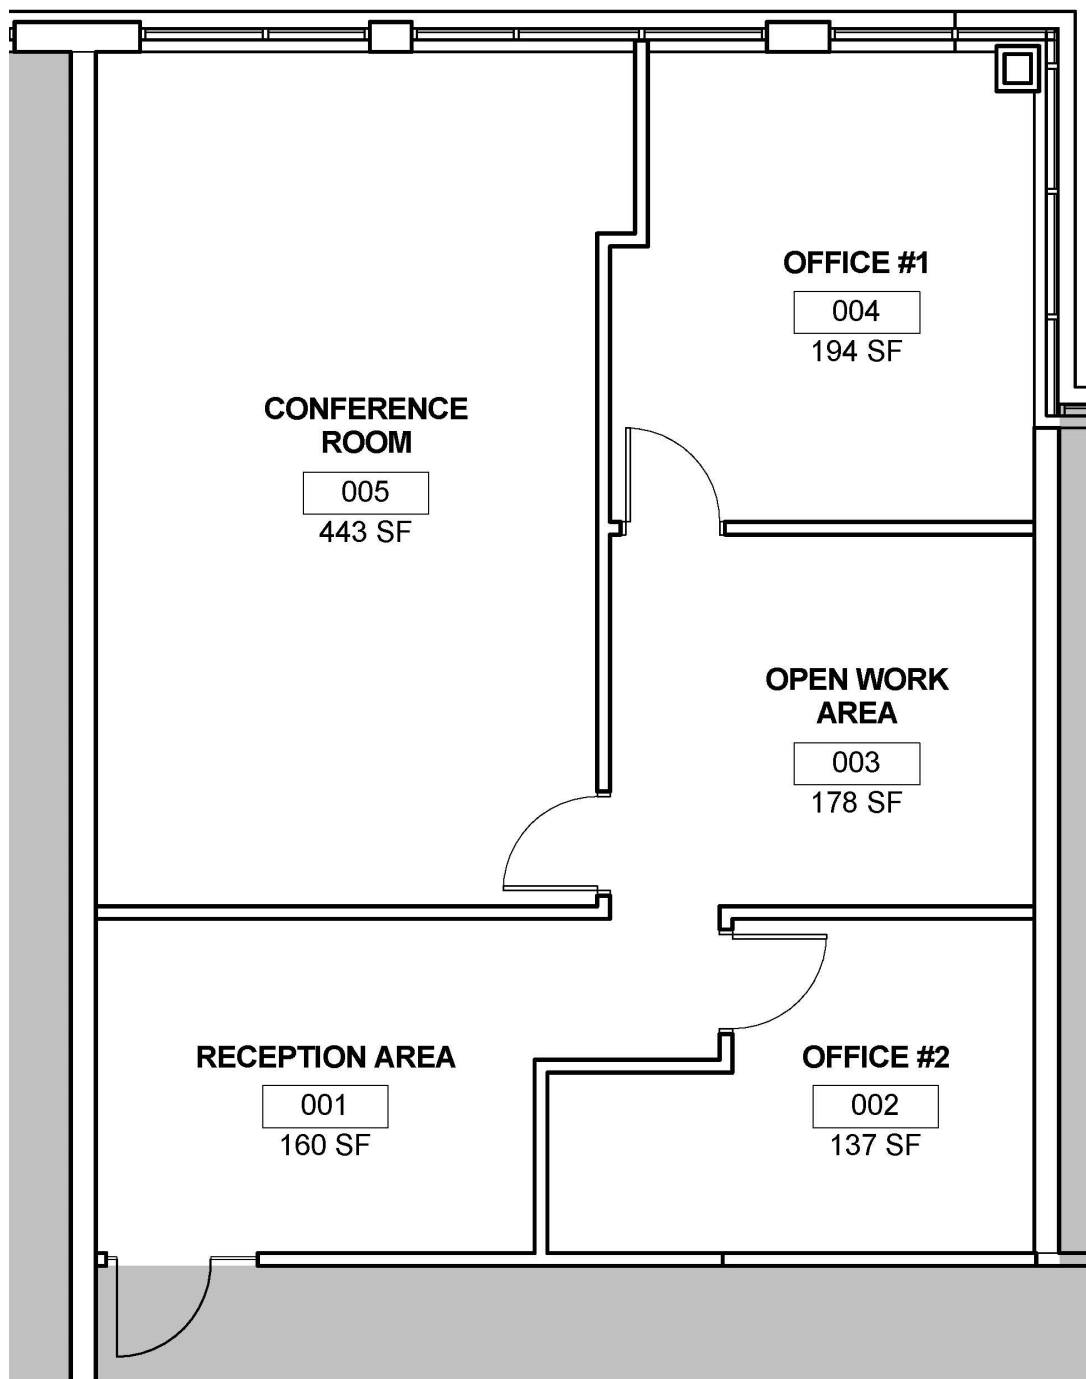 OFFICE #1
004
194 SF
CONFERENCE
ROOM
005
443 SF
OPEN WORK
AREA
003
178 SF
RECEPTION AREA
001
160 SF
OFFICE #2
002
137 SF